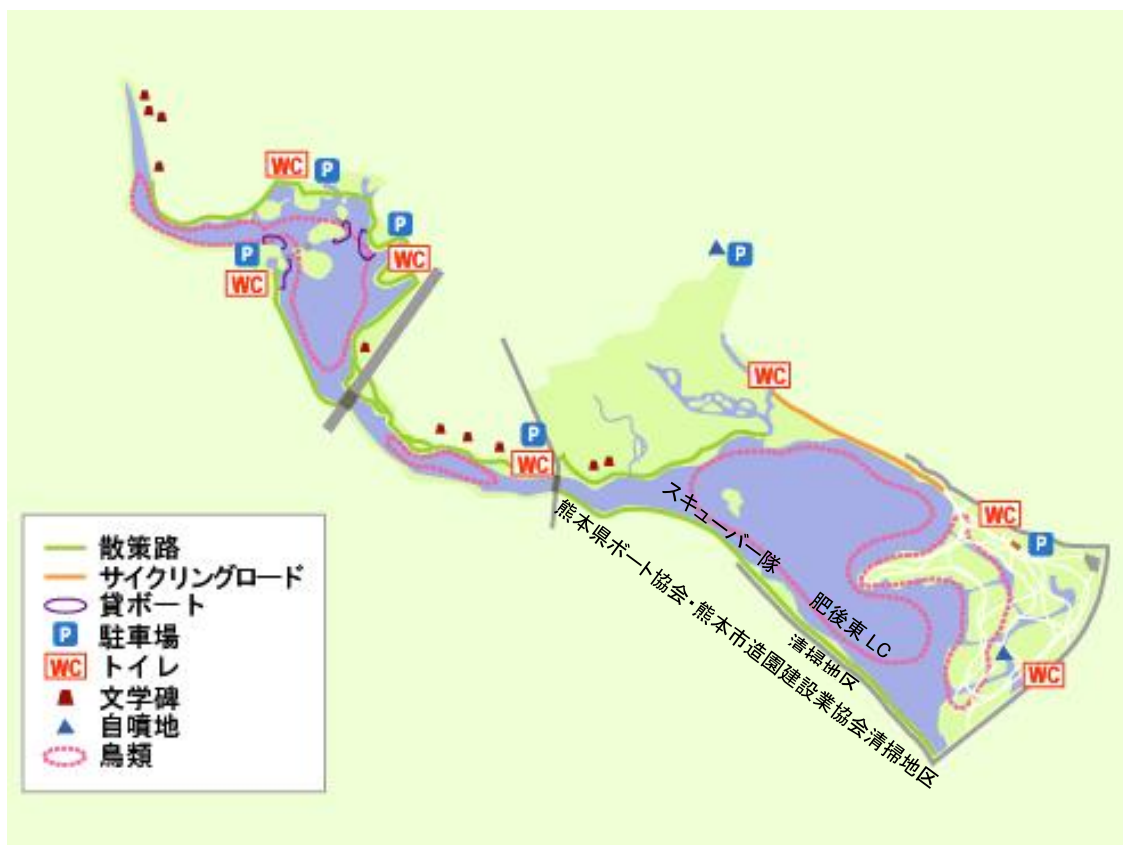 WC
P
P
P
WC
WC
P
WC
P
WC
スキューバー隊
熊本県ボート協会・熊本市造園建設業協会清掃地区
WC
P
肥後東LC
清掃地区
WC
散策路
サイクリングロード
貸ボート
P 駐車場
WC トイレ
文学碑
自噴地
鳥類